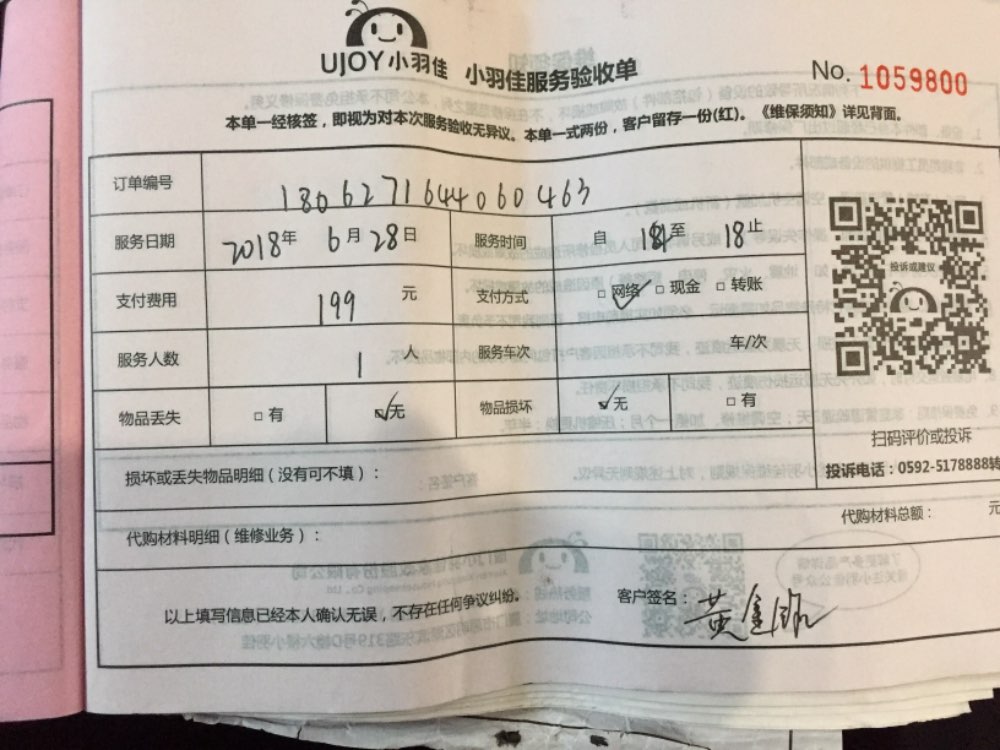 UJOY小羽佳 小羽佳服务验收单 No. 1059800
本单一经核签，即视为对本次服务验收无异议。本单一式两份，客户留存一份(红)。《维保须知》详见背面。
订单编号 180627164406 0463
服务日期 2018年 6月28日 服务时间 自 至 18止
支付费用 199 元 支付方式 □网络 □现金 □转账
服务人数 1 人 服务车次 车/次
物品丢失 □有 □无 物品损坏 □无 □有
投诉或建议
扫码评价或投诉
投诉电话：0592-5178888转
损坏或丢失物品明细（没有可不填）：
代购材料明细（维修业务）： 代购材料总额： 元
以上填写信息已经本人确认无误，不存在任何争议纠纷。 客户签名：